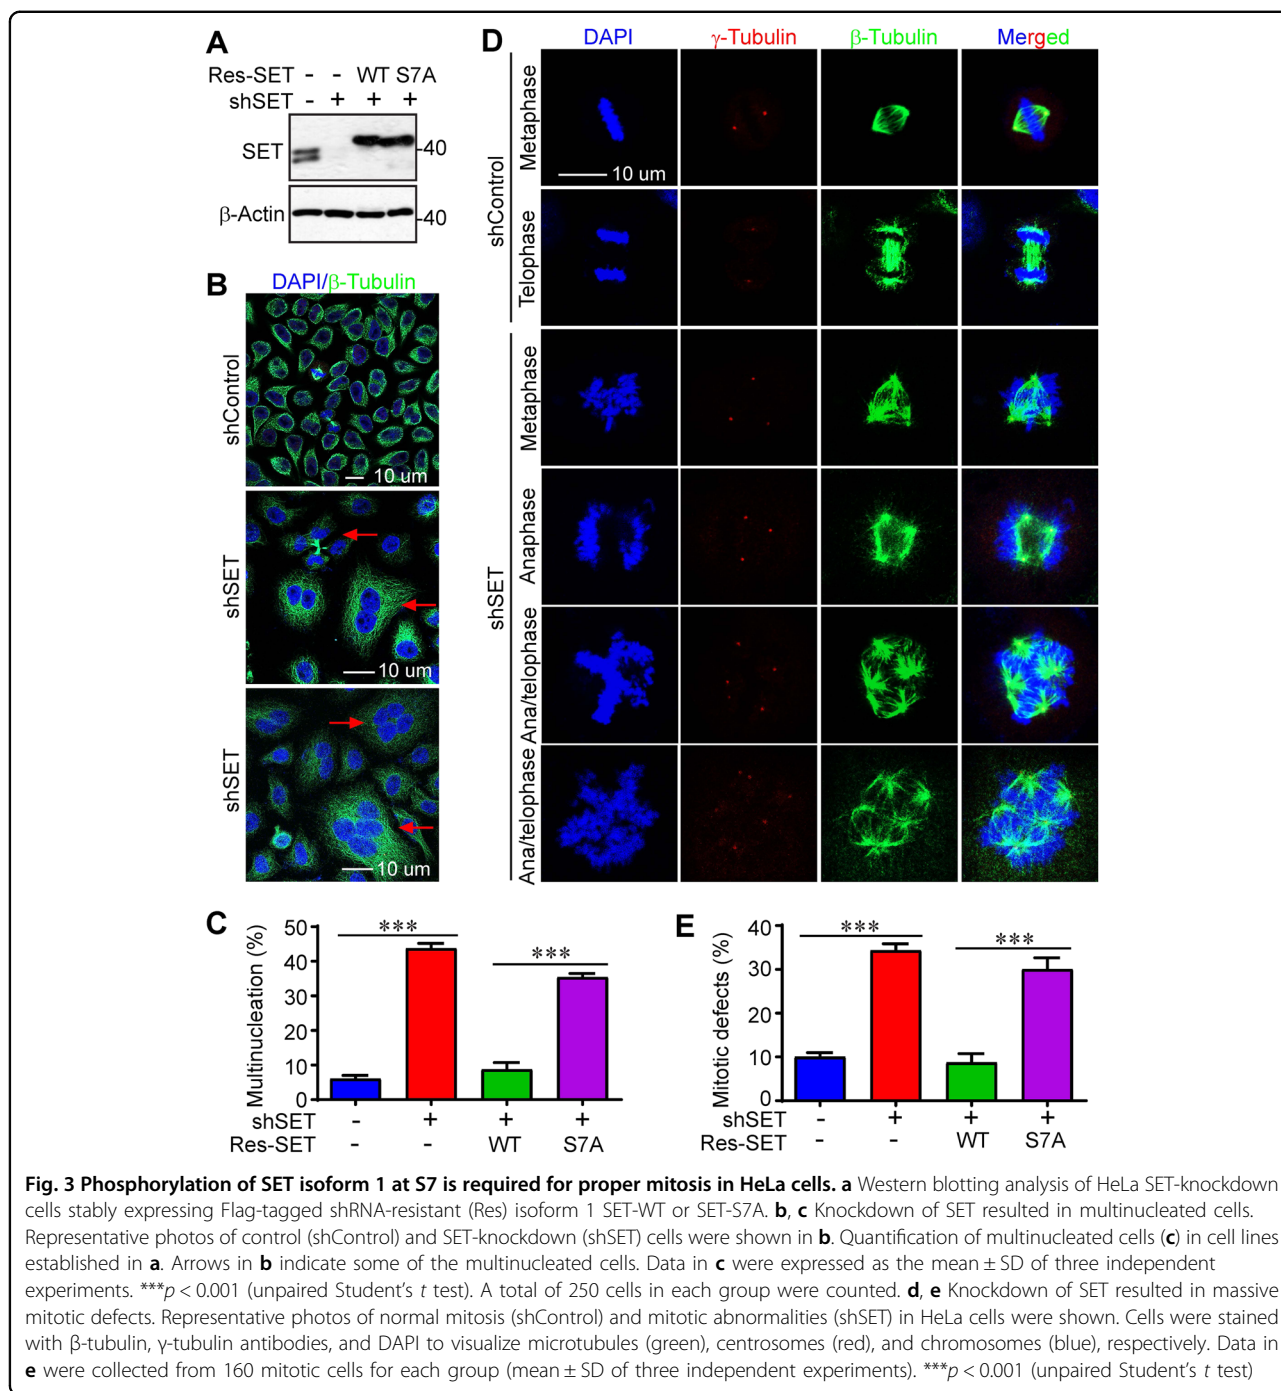 A
Res-SET - - WT S7A
shSET - + + +
SET
-40
β-Actin
-40
B
DAPI/β-Tubulin
shControl
10 um
shSET
10 um
shSET
10 um
D
DAPI
γ-Tubulin
β-Tubulin
Merged
shControl
Metaphase
10 um
Telophase
shSET
Metaphase
Anaphase
Ana/telophase
Ana/telophase
C
Multinucleation (%)
50
40
30
20
10
0
***
***
shSET - + + +
Res-SET - - WT S7A
E
Mitotic defects (%)
40
30
20
10
0
***
***
shSET - + + +
Res-SET - - WT S7A
Fig. 3 Phosphorylation of SET isoform 1 at S7 is required for proper mitosis in HeLa cells. a Western blotting analysis of HeLa SET-knockdown
cells stably expressing Flag-tagged shRNA-resistant (Res) isoform 1 SET-WT or SET-S7A. b, c Knockdown of SET resulted in multinucleated cells.
Representative photos of control (shControl) and SET-knockdown (shSET) cells were shown in b. Quantification of multinucleated cells (c) in cell lines
established in a. Arrows in b indicate some of the multinucleated cells. Data in c were expressed as the mean ± SD of three independent
experiments. ***p < 0.001 (unpaired Student's t test). A total of 250 cells in each group were counted. d, e Knockdown of SET resulted in massive
mitotic defects. Representative photos of normal mitosis (shControl) and mitotic abnormalities (shSET) in HeLa cells were shown. Cells were stained
with β-tubulin, γ-tubulin antibodies, and DAPI to visualize microtubules (green), centrosomes (red), and chromosomes (blue), respectively. Data in
e were collected from 160 mitotic cells for each group (mean ± SD of three independent experiments). ***p < 0.001 (unpaired Student's t test)